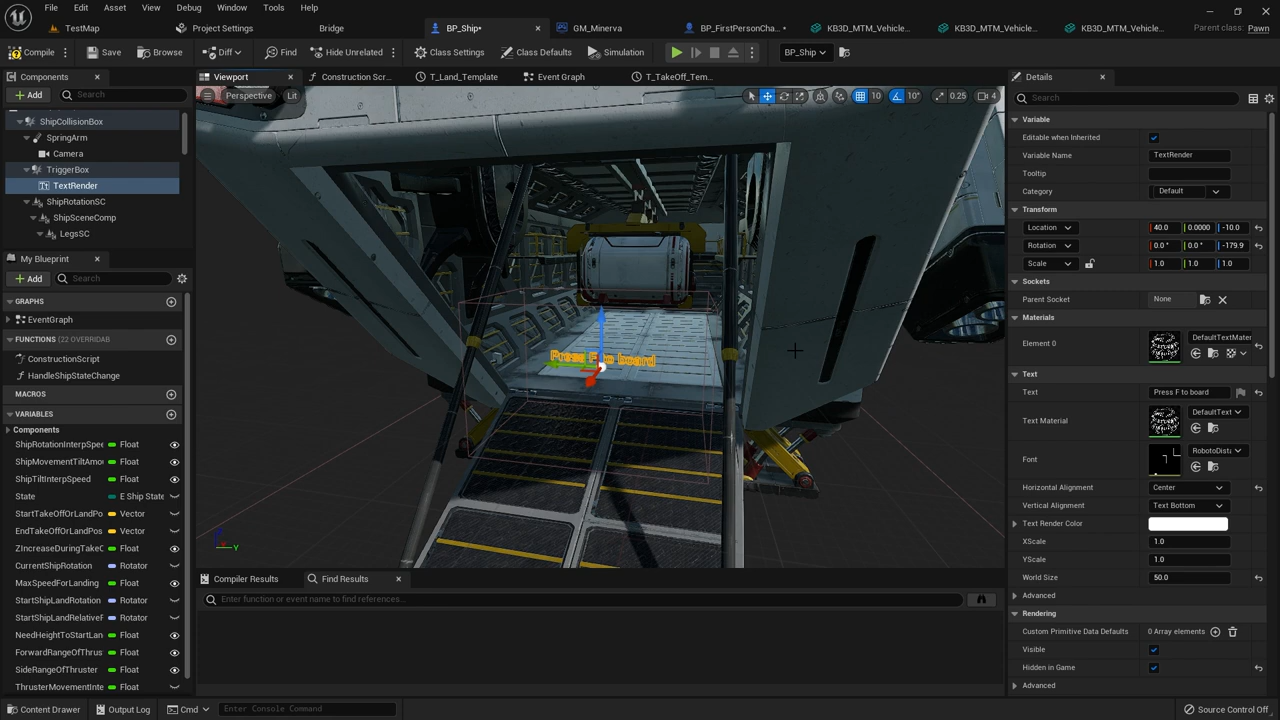 File Edit Asset View Debug Window Tools Help
TestMap Project Settings Bridge BP_Ship* GM_Minerva BP_FirstPersonCha... KB3D_MTM_Vehicle... KB3D_MTM_Vehicle... KB3D_MTM_Vehicle... Parent class: Pawn
Compile Save Browse Diff Find Hide Unrelated Class Settings Class Defaults Simulation BP_Ship
Components
Add Search
ShipCollisionBox
SpringArm
Camera
TriggerBox
TextRender
ShipRotationSC
ShipSceneComp
LegsSC
My Blueprint
Add Search
GRAPHS
EventGraph
FUNCTIONS (22 OVERRIDAB
ConstructionScript
HandleShipStateChange
MACROS
VARIABLES
Components
ShipRotationInterpSpee Float
ShipMovementTiltAmou Float
ShipTiltInterpSpeed Float
State E Ship State
StartTakeOffOrLandPo Vector
EndTakeOffOrLandPos Vector
ZIncreaseDuringTakeO Float
CurrentShipRotation Rotator
MaxSpeedForLanding Float
StartShipLandRotation Rotator
StartShipLandRelativeF Rotator
NeedHeightToStartLan Float
ForwardRangeOfThrus Float
SideRangeOfThruster Float
ThrusterMovementInte Float
Viewport Construction Scr... T_Land_Template Event Graph T_TakeOff_Tem...
Perspective Lit 10 10° 0.25 4
Press F to board
Z
Y
Compiler Results Find Results
Enter function or event name to find references...
Details
Search
Variable
Editable when Inherited
Variable Name TextRender
Tooltip
Category Default
Transform
Location 40.0 0.0000 -10.0
Rotation 0.0 ° 0.0 ° -179.9
Scale 1.0 1.0 1.0
Sockets
Parent Socket None
Materials
Element 0 DefaultTextMater
Text
Text Press F to board
Text Material DefaultText
Font RobotoDista
Horizontal Alignment Center
Vertical Alignment Text Bottom
Text Render Color
XScale 1.0
YScale 1.0
World Size 50.0
Advanced
Rendering
Custom Primitive Data Defaults 0 Array elements
Visible
Hidden in Game
Advanced
Content Drawer Output Log Cmd Enter Console Command Source Control Off